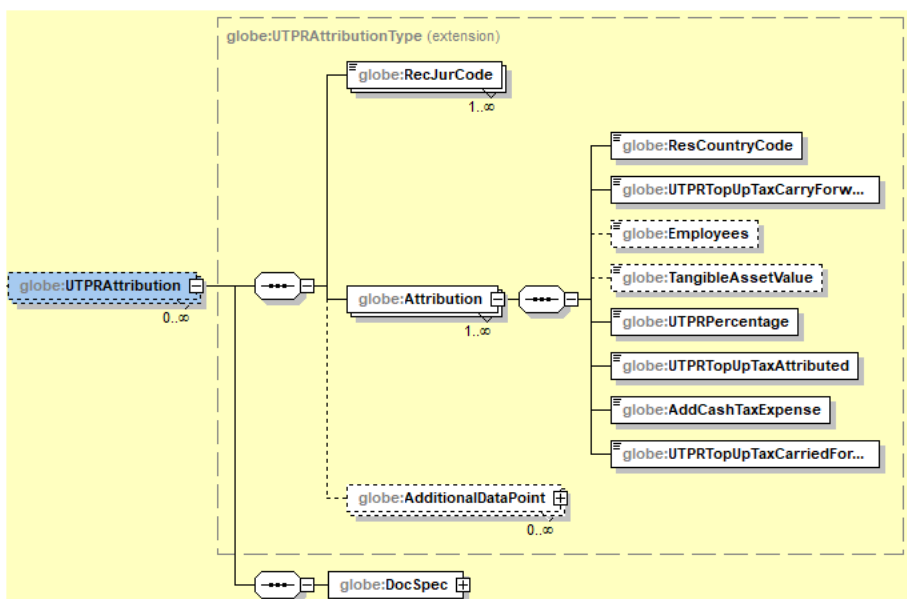 globe:UTPRAttributionType (extension)
globe:RecJurCode
1..∞
globe:ResCountryCode
globe:UTPRTopUpTaxCarryForw...
globe:Employees
globe:TangibleAssetValue
globe:UTPRAttribution
0..∞
globe:Attribution
1..∞
globe:UTPRPercentage
globe:UTPRTopUpTaxAttributed
globe:AddCashTaxExpense
globe:UTPRTopUpTaxCarriedFor...
globe:AdditionalDataPoint
0..∞
globe:DocSpec